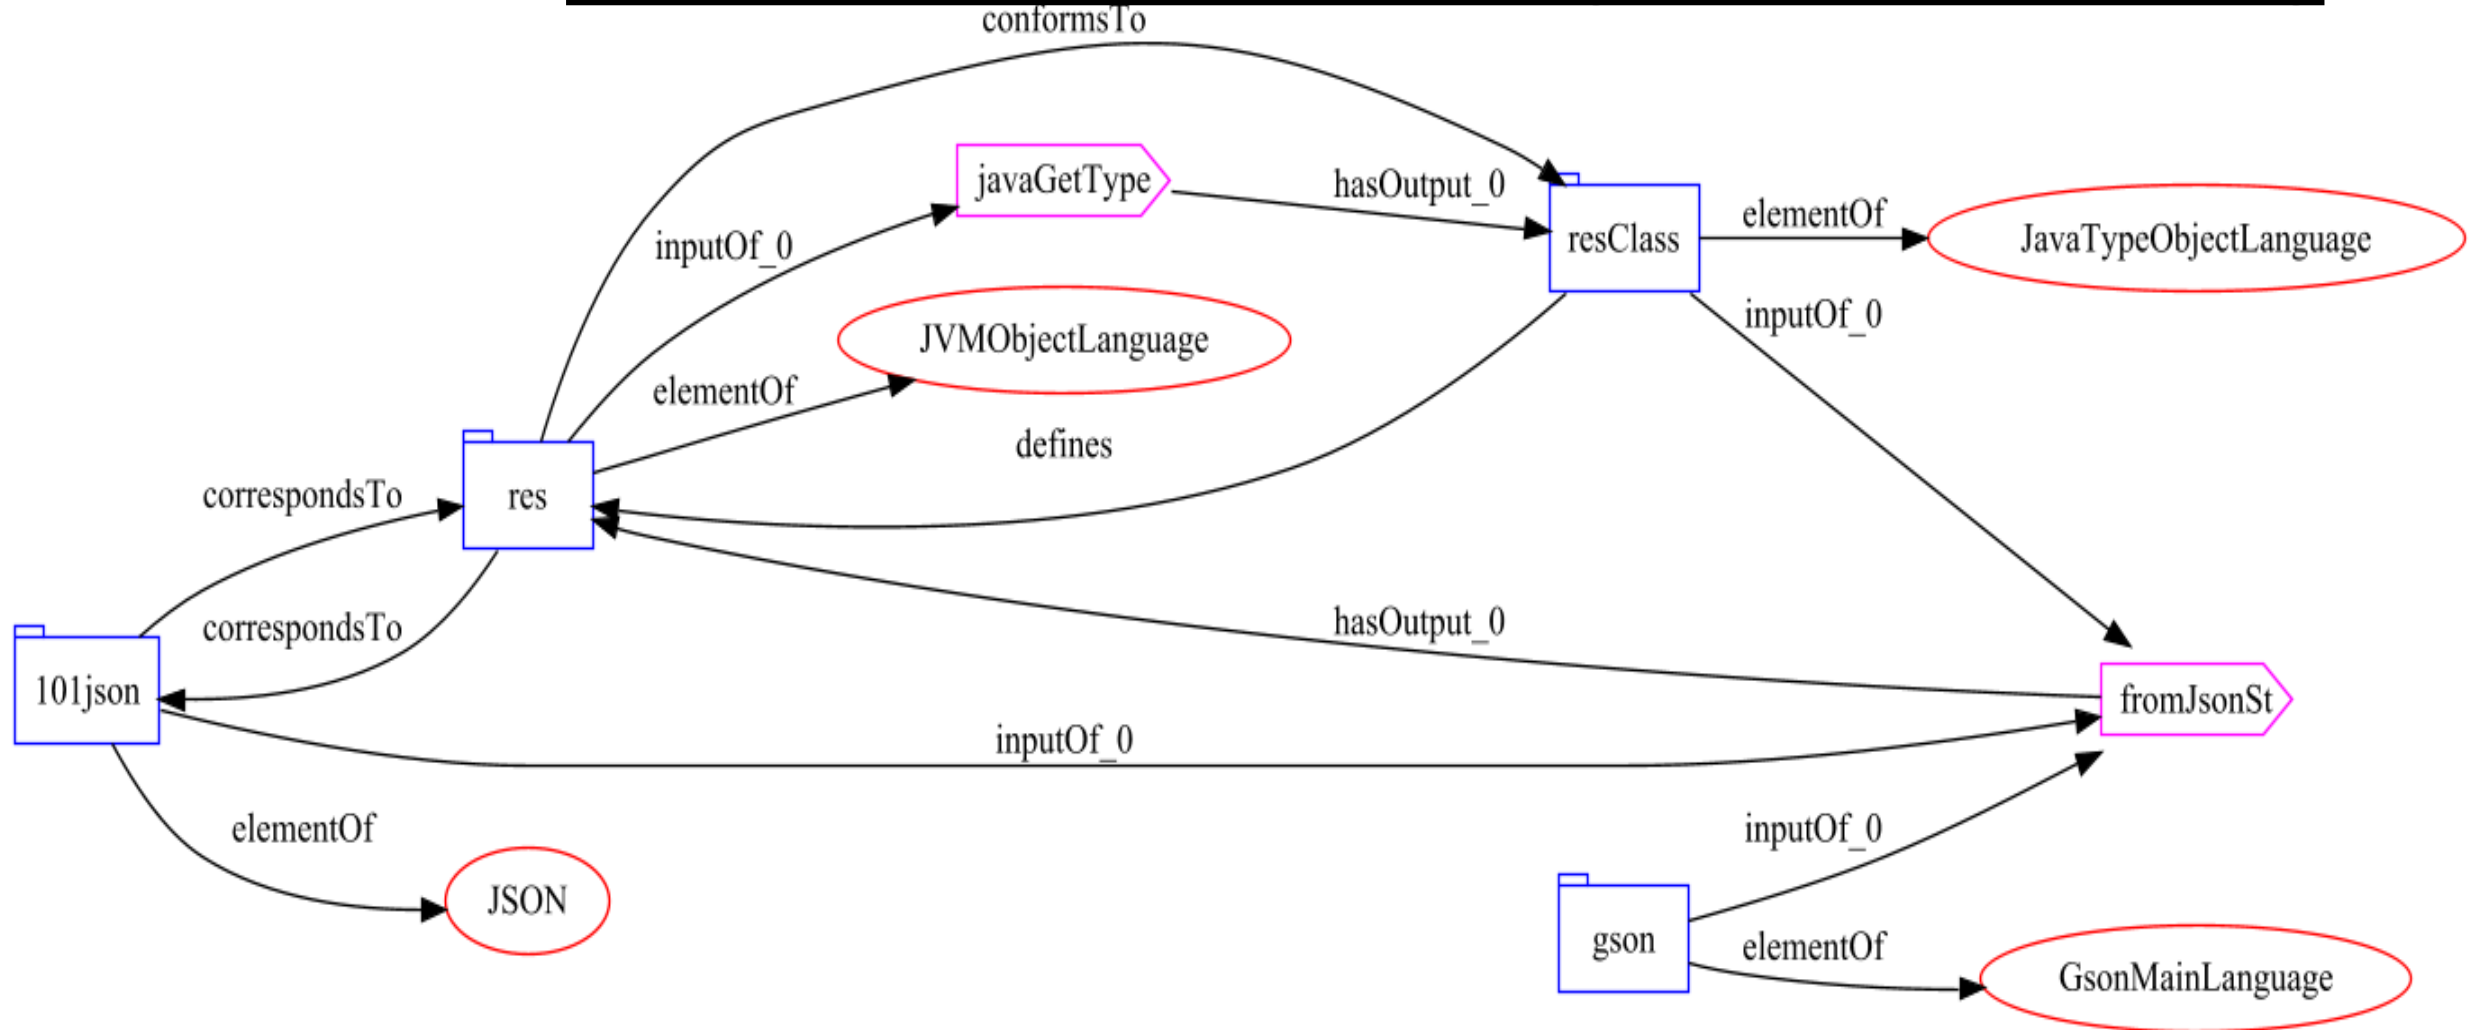 conformsTo
javaGetType
hasOutput_0
elementOf
resClass
JavaTypeObjectLanguage
inputOf_0
inputOf_0
JVMObjectLanguage
elementOf
defines
correspondsTo
res
correspondsTo
hasOutput_0
101json
fromJsonSt
inputOf_0
elementOf
inputOf_0
JSON
gson
elementOf
GsonMainLanguage